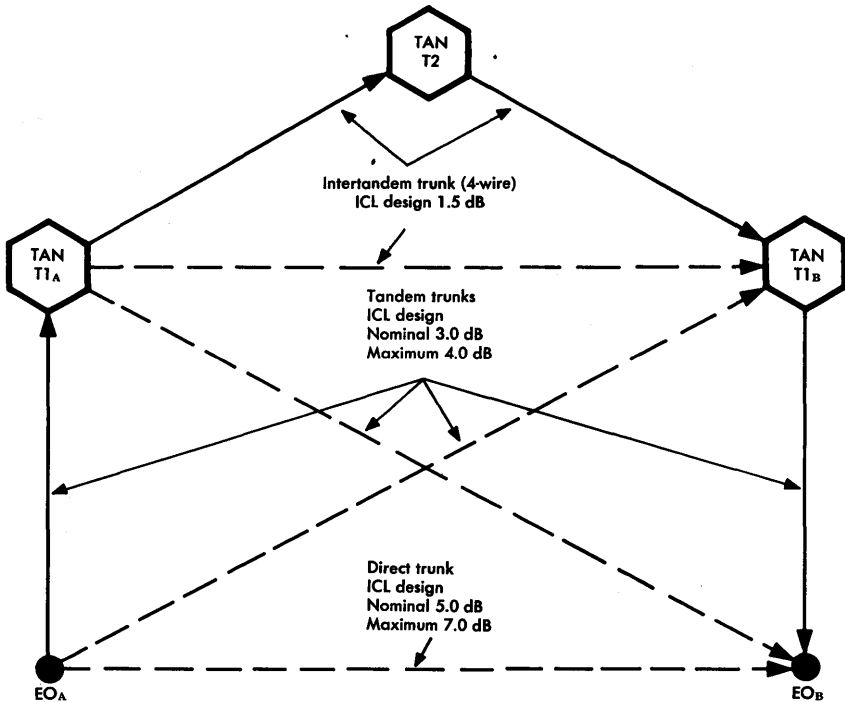 TAN
T2
Intertandem trunk (4-wire)
ICL design 1.5 dB
TAN
T1A
TAN
T1B
Tandem trunks
ICL design
Nominal 3.0 dB
Maximum 4.0 dB
Direct trunk
ICL design
Nominal 5.0 dB
Maximum 7.0 dB
EOA
EOB